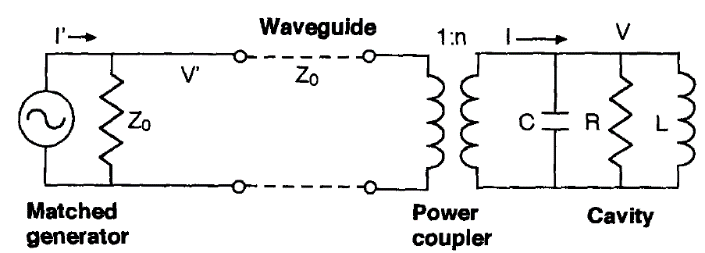 Waveguide
I'
1:n
I
V
V'
Z₀
Z₀
C
R
L
Matched
generator
Power
coupler
Cavity